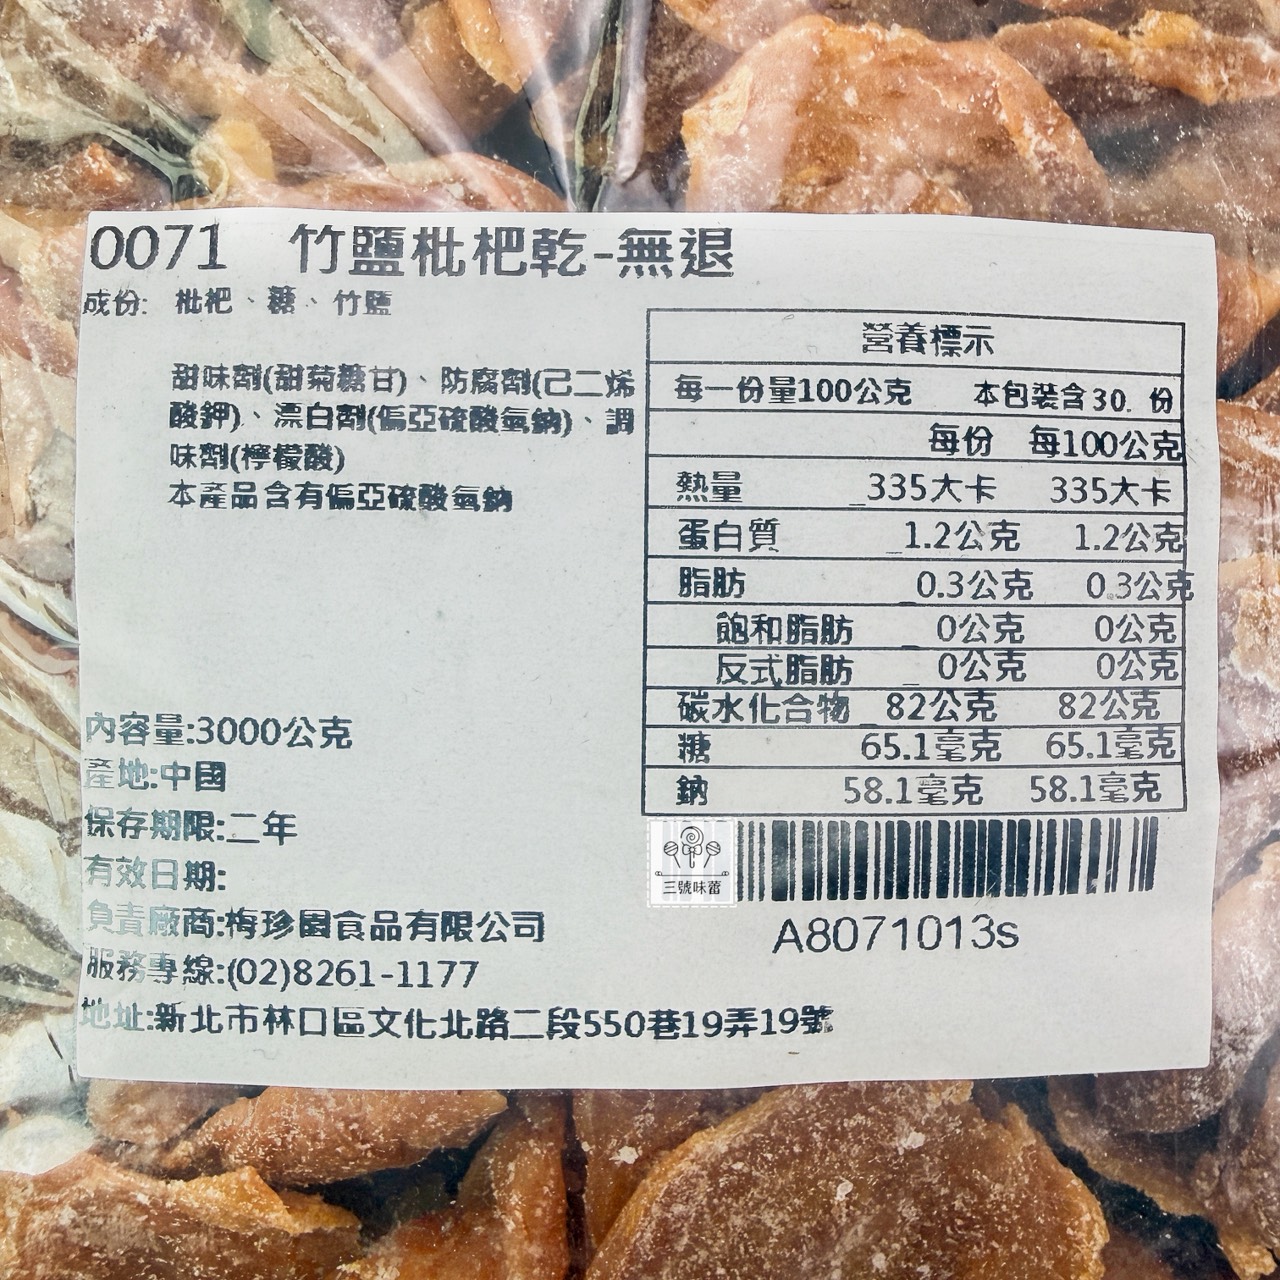 0071 竹鹽枇杷乾-無退
成份: 枇杷、糖、竹鹽
甜味劑(甜菊糖甘)、防腐劑(己二烯
酸鉀)、漂白劑(偏亞硫酸氫鈉)、調
味劑(檸檬酸)
本產品含有偏亞硫酸氫鈉
營養標示
每一份量100公克 本包裝含30. 份
每份 每100公克
熱量 335大卡 335大卡
蛋白質 1.2公克 1.2公克
脂肪 0.3公克 0.3公克
飽和脂肪 0公克 0公克
反式脂肪 0公克 0公克
碳水化合物 82公克 82公克
糖 65.1毫克 65.1毫克
鈉 58.1毫克 58.1毫克
內容量:3000公克
產地:中國
保存期限:二年
有效日期:
負責廠商:梅珍園食品有限公司
服務專線:(02)8261-1177
地址:新北市林口區文化北路二段550巷19弄19號
三號味蕾
A8071013s